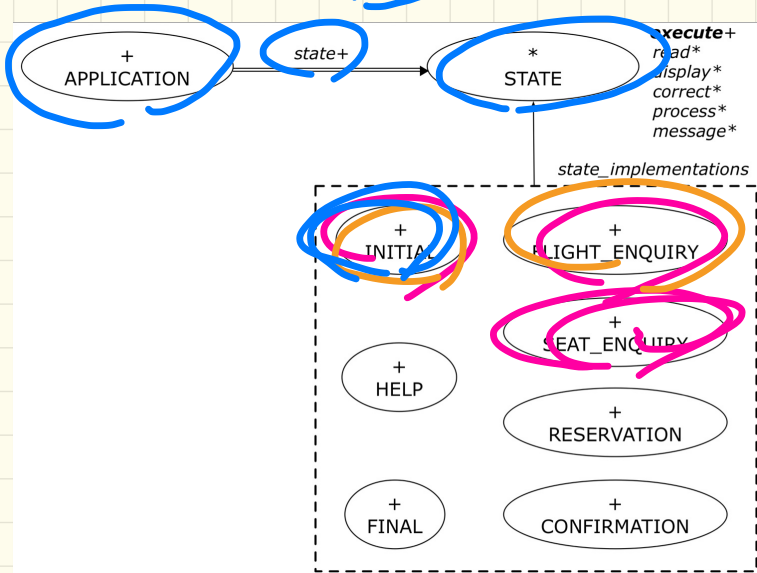 +
APPLICATION
state+
*
STATE
execute+
read*
display*
correct*
process*
message*
state_implementations
+
INITIAL
+
FLIGHT_ENQUIRY
+
SEAT_ENQUIRY
+
HELP
+
RESERVATION
+
FINAL
+
CONFIRMATION